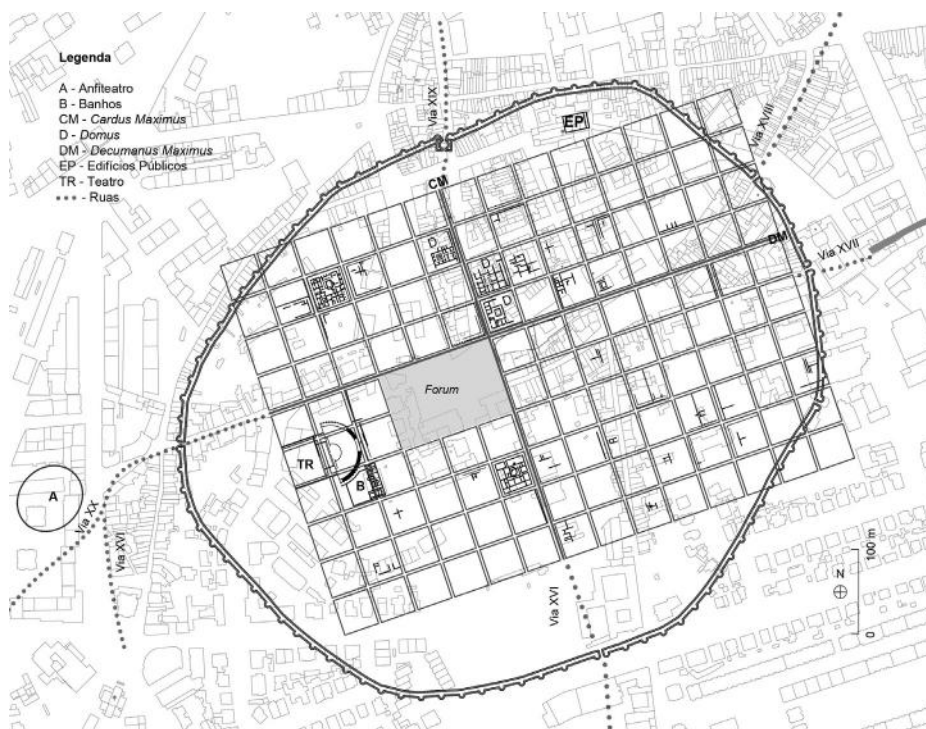 Legenda
A - Anfiteatro
B - Banhos
CM - Cardus Maximus
D - Domus
DM - Decumanus Maximus
EP - Edifícios Públicos
TR - Teatro
- Ruas
Via XIX
EP
Via XVIII
CM
D
DM
Via XVII
D
D
Forum
TR
B
A
Via XX
Via XVI
Via XVI
N
100 m
0